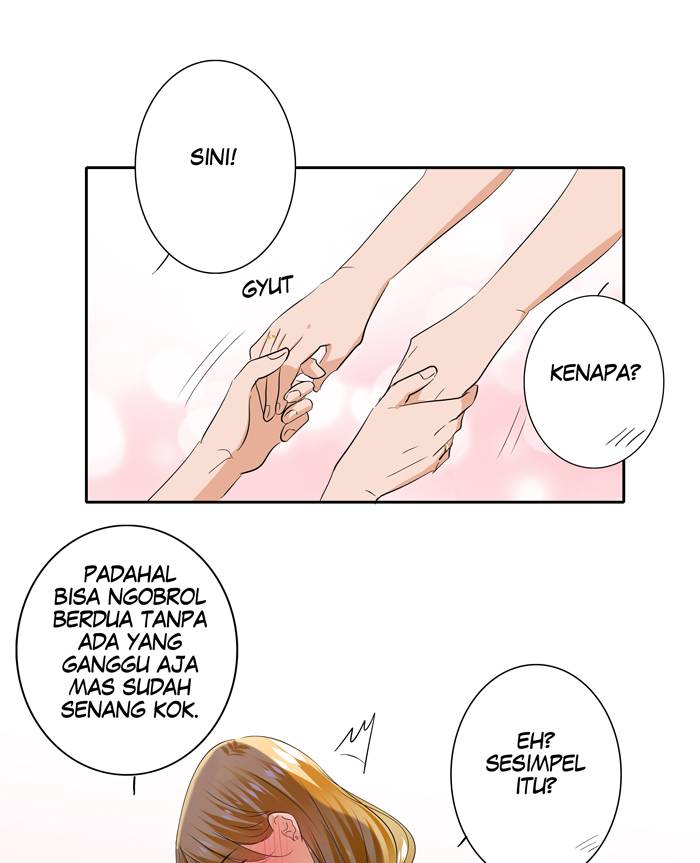 SINI!
GYUT
KENAPA?
PADAHAL
BISA NGOBROL
BERDUA TANPA
ADA YANG
GANGGU AJA
MAS SUDAH
SENANG KOK.
EH?
SESIMPEL
ITU?